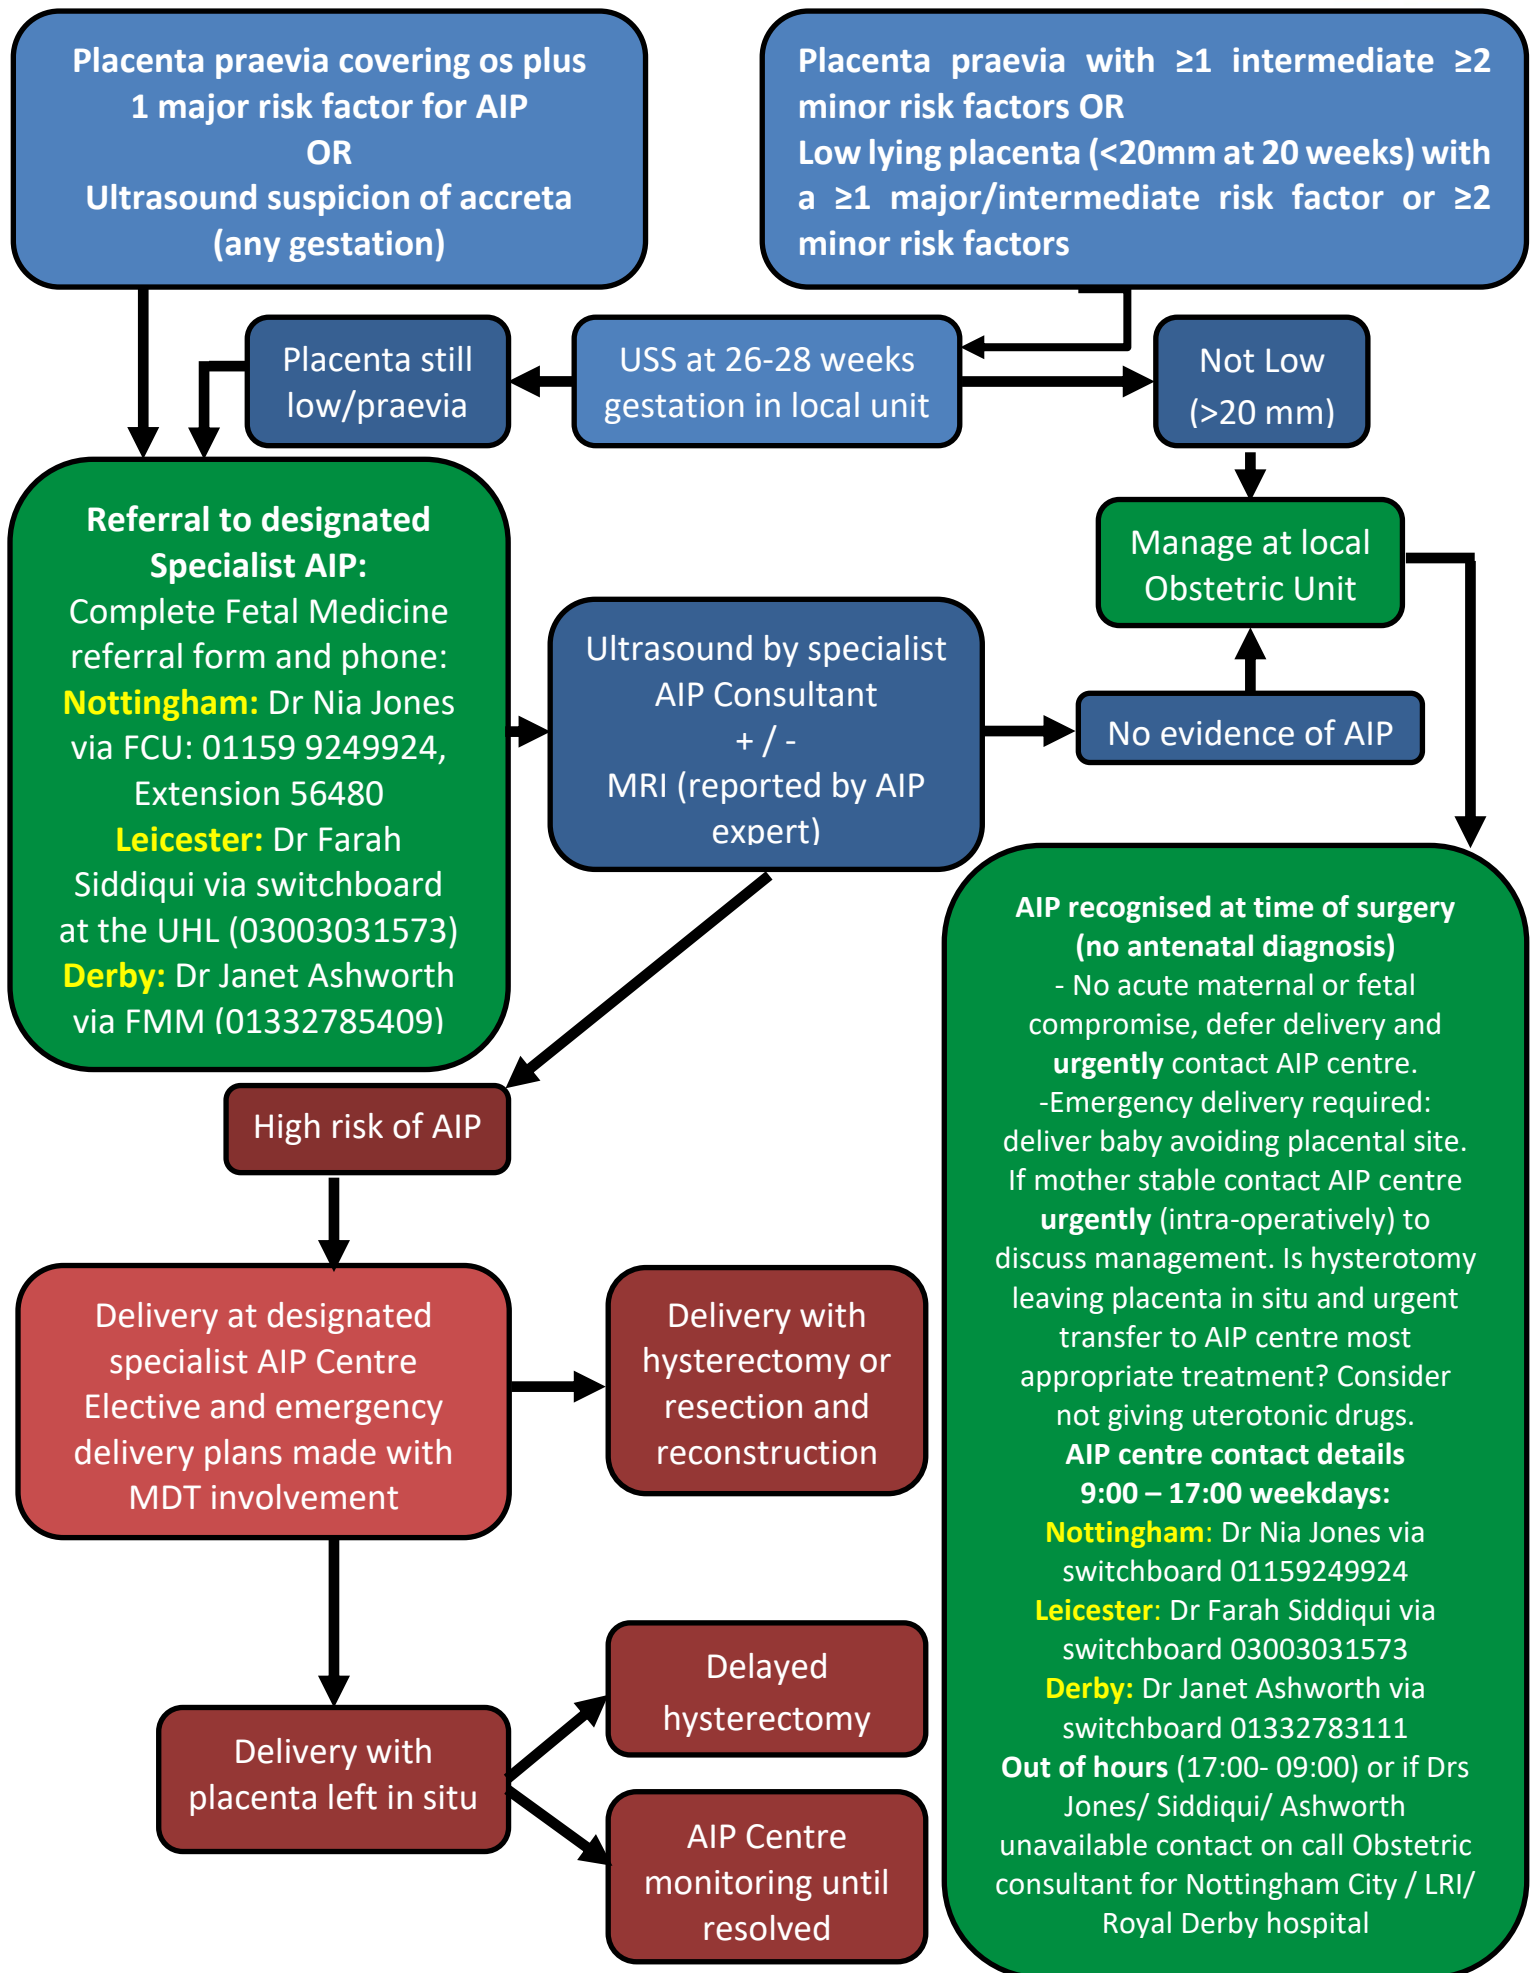 Placenta praevia covering os plus
1 major risk factor for AIP
OR
Ultrasound suspicion of accreta
(any gestation)
Placenta praevia with ≥1 intermediate ≥2
minor risk factors OR
Low lying placenta (<20mm at 20 weeks) with
a ≥1 major/intermediate risk factor or ≥2
minor risk factors
Placenta still
low/praevia
USS at 26-28 weeks
gestation in local unit
Not Low
(>20 mm)
Referral to designated
Specialist AIP:
Complete Fetal Medicine
referral form and phone:
Nottingham: Dr Nia Jones
via FCU: 01159 9249924,
Extension 56480
Leicester: Dr Farah
Siddiqui via switchboard
at the UHL (03003031573)
Derby: Dr Janet Ashworth
via FMM (01332785409)
Manage at local
Obstetric Unit
Ultrasound by specialist
AIP Consultant
+ / -
MRI (reported by AIP
expert)
No evidence of AIP
High risk of AIP
Delivery at designated
specialist AIP Centre
Elective and emergency
delivery plans made with
MDT involvement
Delivery with
hysterectomy or
resection and
reconstruction
Delivery with
placenta left in situ
Delayed
hysterectomy
AIP Centre
monitoring until
resolved
AIP recognised at time of surgery
(no antenatal diagnosis)
- No acute maternal or fetal
compromise, defer delivery and
urgently contact AIP centre.
-Emergency delivery required:
deliver baby avoiding placental site.
If mother stable contact AIP centre
urgently (intra-operatively) to
discuss management. Is hysterotomy
leaving placenta in situ and urgent
transfer to AIP centre most
appropriate treatment? Consider
not giving uterotonic drugs.
AIP centre contact details
9:00 – 17:00 weekdays:
Nottingham: Dr Nia Jones via
switchboard 01159249924
Leicester: Dr Farah Siddiqui via
switchboard 03003031573
Derby: Dr Janet Ashworth via
switchboard 01332783111
Out of hours (17:00- 09:00) or if Drs
Jones/ Siddiqui/ Ashworth
unavailable contact on call Obstetric
consultant for Nottingham City / LRI/
Royal Derby hospital